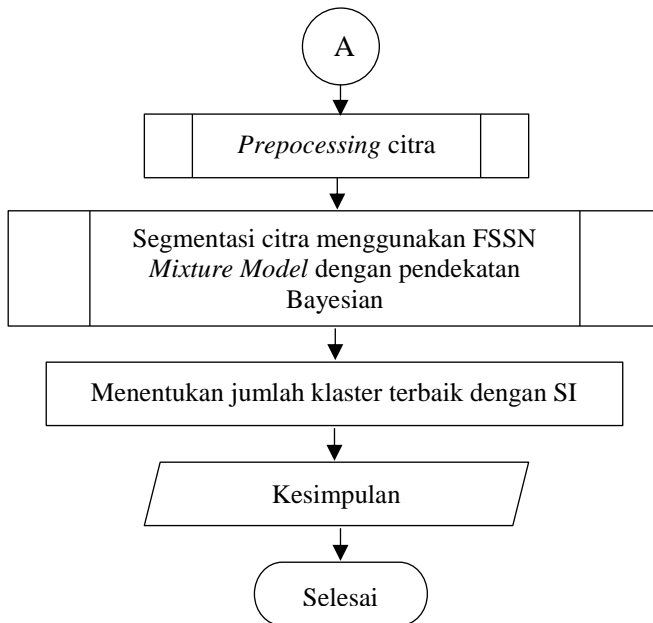 A
Prepocessing citra
Segmentasi citra menggunakan FSSN
Mixture Model dengan pendekatan
Bayesian
Menentukan jumlah klaster terbaik dengan SI
Kesimpulan
Selesai